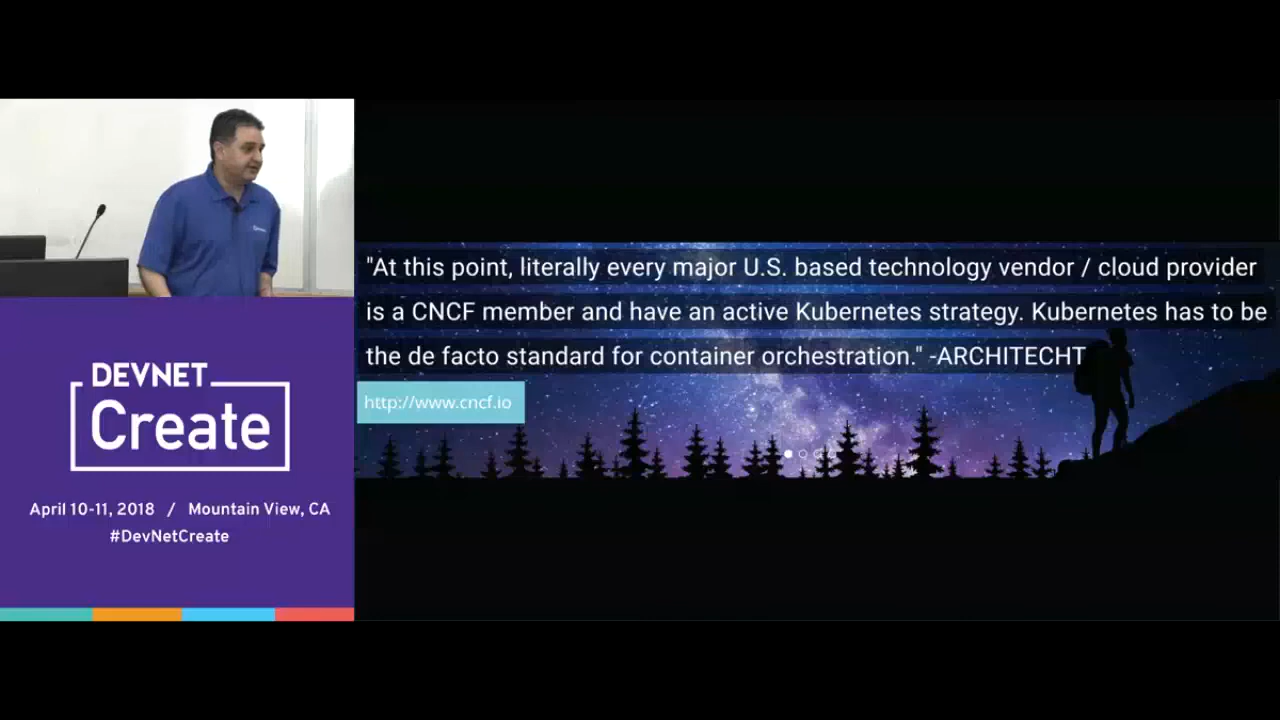 DEVNET
Create
April 10-11, 2018 / Mountain View, CA
#DevNetCreate
"At this point, literally every major U.S. based technology vendor / cloud provider
is a CNCF member and have an active Kubernetes strategy. Kubernetes has to be
the de facto standard for container orchestration." -ARCHITECHT
http://www.cncf.io